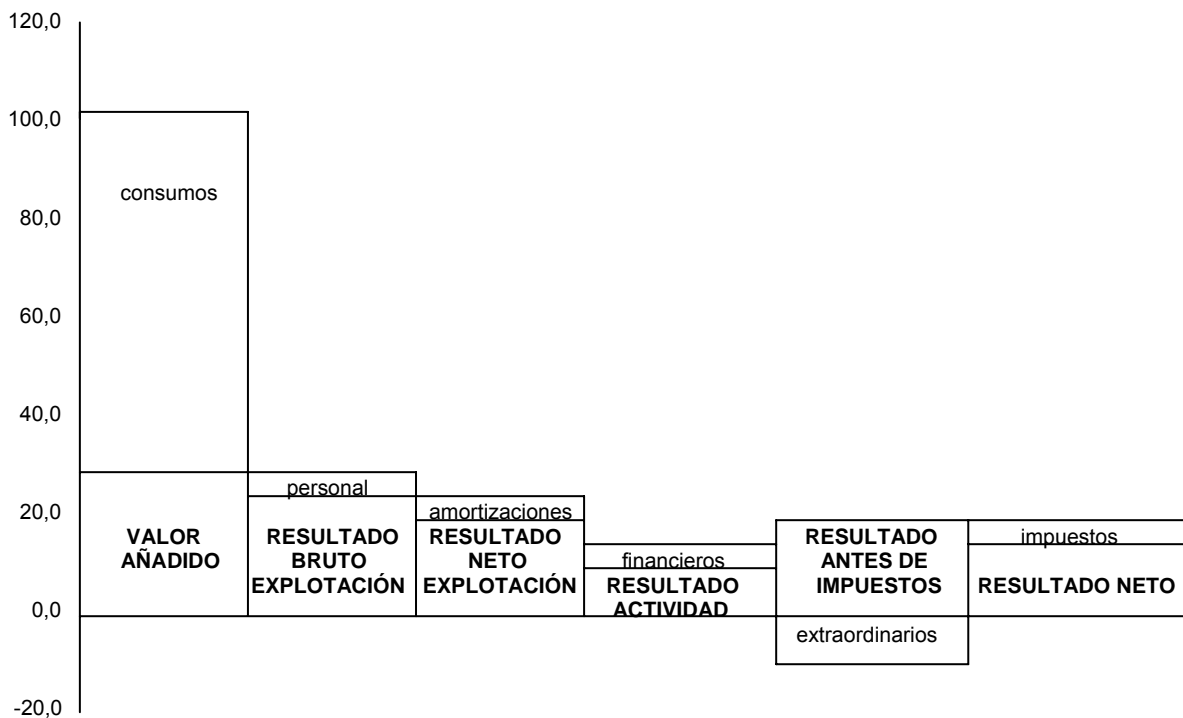 120,0
100,0
consumos
80,0
60,0
40,0
personal
20,0
amortizaciones
VALOR
AÑADIDO
RESULTADO
BRUTO
EXPLOTACIÓN
RESULTADO
NETO
EXPLOTACIÓN
financieros
RESULTADO
ACTIVIDAD
RESULTADO
ANTES DE
IMPUESTOS
impuestos
RESULTADO NETO
0,0
extraordinarios
-20,0